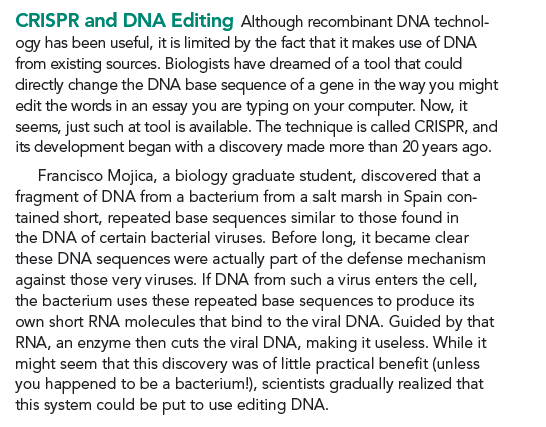 CRISPR and DNA Editing Although recombinant DNA technol-
ogy has been useful, it is limited by the fact that it makes use of DNA
from existing sources. Biologists have dreamed of a tool that could
directly change the DNA base sequence of a gene in the way you might
edit the words in an essay you are typing on your computer. Now, it
seems, just such at tool is available. The technique is called CRISPR, and
its development began with a discovery made more than 20 years ago.
Francisco Mojica, a biology graduate student, discovered that a
fragment of DNA from a bacterium from a salt marsh in Spain con-
tained short, repeated base sequences similar to those found in
the DNA of certain bacterial viruses. Before long, it became clear
these DNA sequences were actually part of the defense mechanism
against those very viruses. If DNA from such a virus enters the cell,
the bacterium uses these repeated base sequences to produce its
own short RNA molecules that bind to the viral DNA. Guided by that
RNA, an enzyme then cuts the viral DNA, making it useless. While it
might seem that this discovery was of little practical benefit (unless
you happened to be a bacterium!), scientists gradually realized that
this system could be put to use editing DNA.